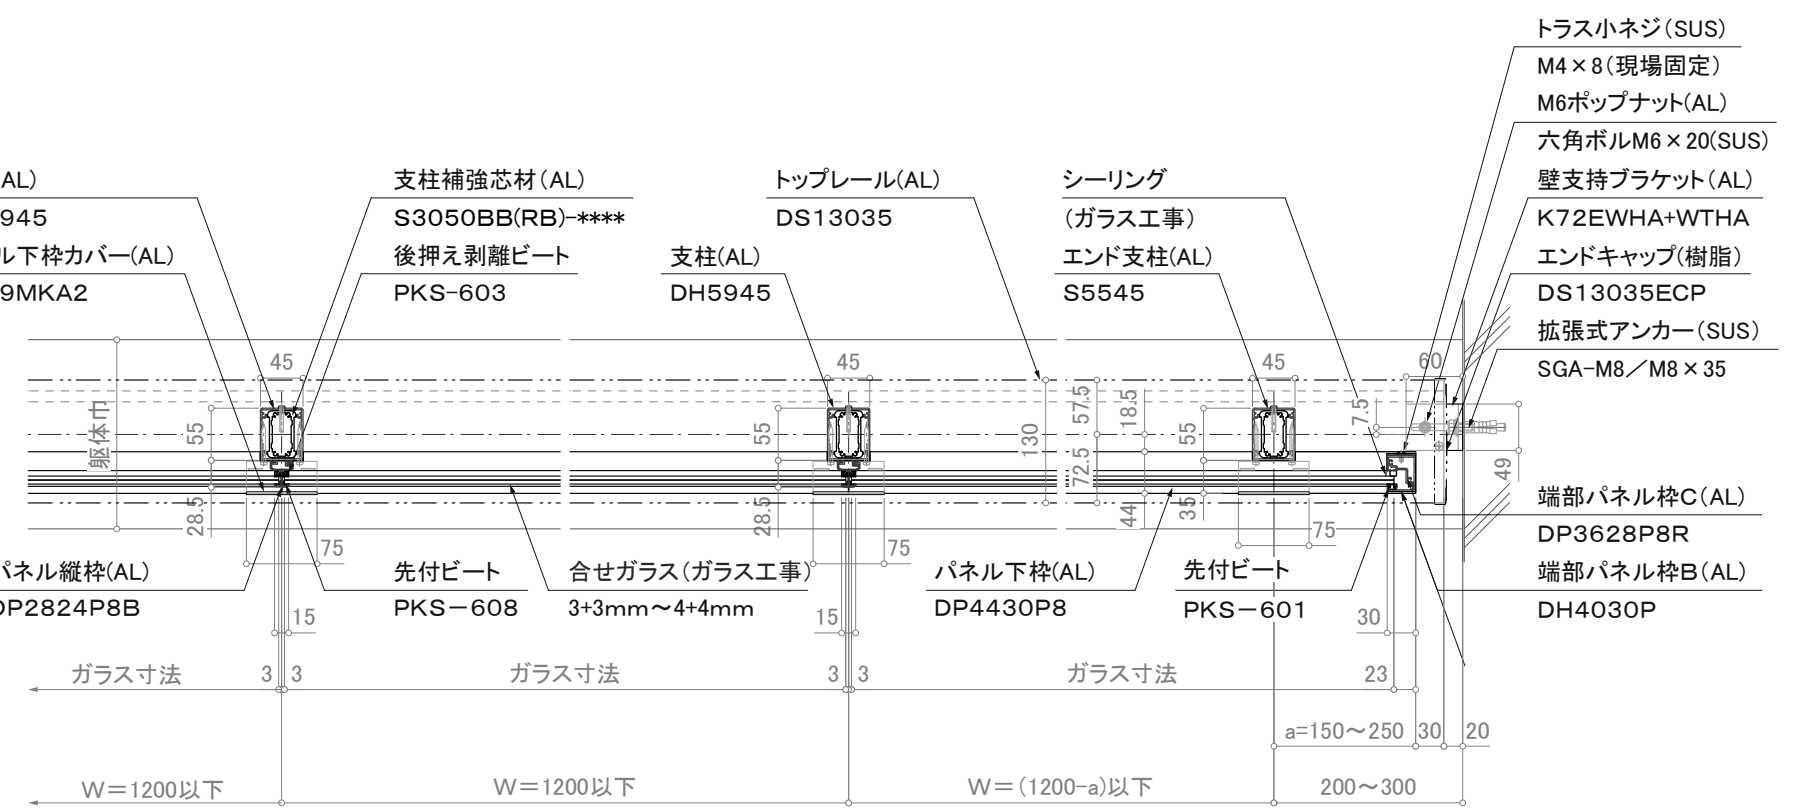 トラス小ネジ(SUS)
M4×8(現場固定)
M6ポップナット(AL)
六角ボルM6×20(SUS)
壁支持ブラケット(AL)
K72EWHA+WTHA
エンドキャップ(樹脂)
DS13035ECP
拡張式アンカー(SUS)
SGA-M8/M8×35
AL)
945
ル下枠カバー(AL)
9MKA2
支柱補強芯材(AL)
S3050BB(RB)-****
後押え剥離ビート
PKS-603
支柱(AL)
DH5945
トップレール(AL)
DS13035
シーリング
(ガラス工事)
エンド支柱(AL)
S5545
45
45
45
60
躯体巾
55
28.5
75
55
28.5
75
130
57.5
72.5
18.5
44
55
35
75
7.5
49
パネル縦枠(AL)
DP2824P8B
先付ビート
PKS-608
合せガラス(ガラス工事)
3+3mm~4+4mm
パネル下枠(AL)
DP4430P8
先付ビート
PKS-601
端部パネル枠C(AL)
DP3628P8R
端部パネル枠B(AL)
DH4030P
15
15
30
ガラス寸法
3
3
ガラス寸法
3
3
ガラス寸法
23
a=150~250
30
20
W=1200以下
W=1200以下
W=(1200-a)以下
200~300